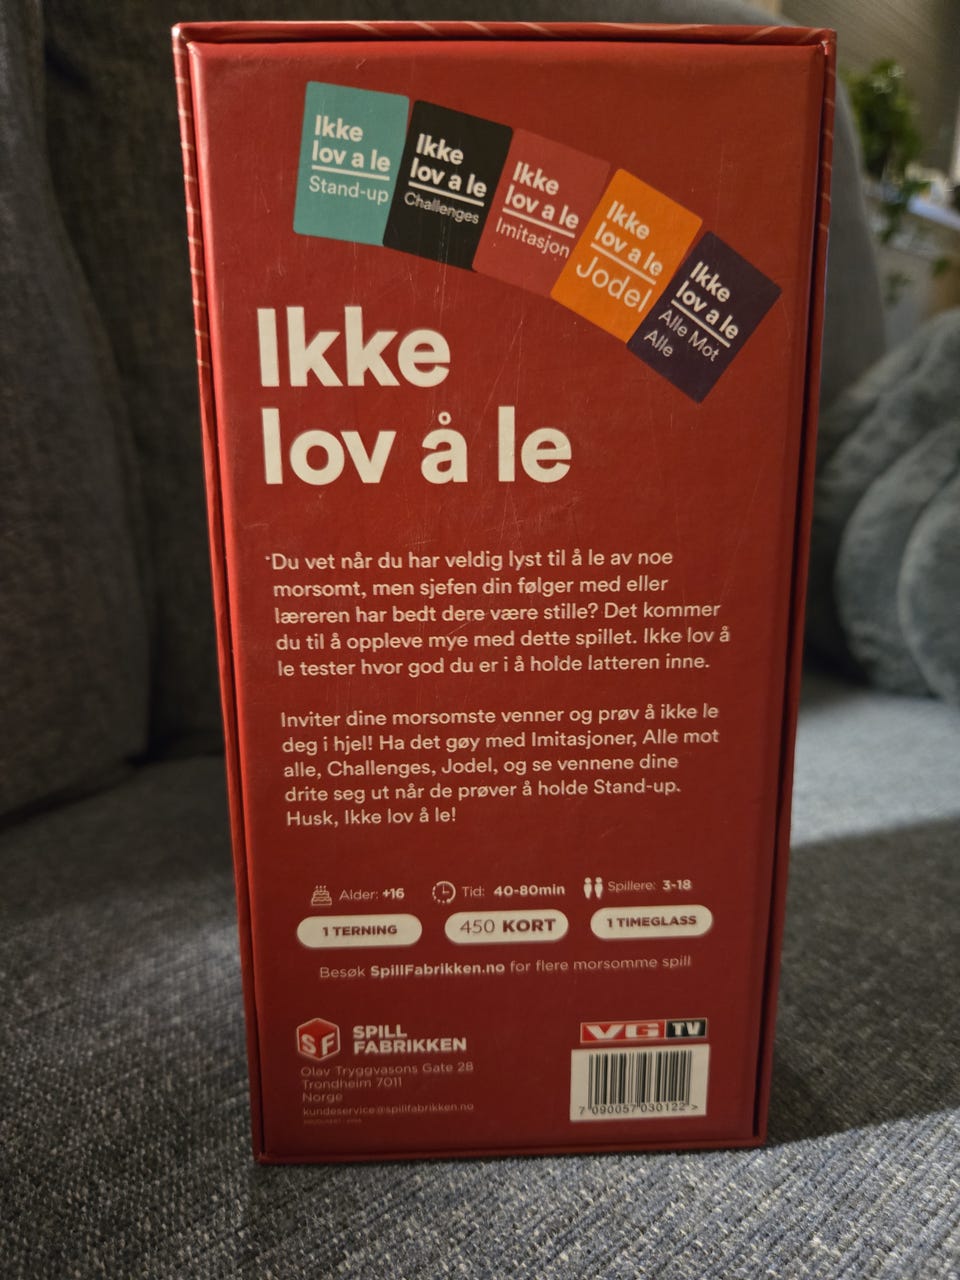 Ikke
lov a le
Stand-up
Ikke
lov a le
Challenges
Ikke
lov a le
Imitasjon
Ikke
lov a le
Jodel
Ikke
lov a le
Alle Mot
Alle
Ikke
lov å le
"Du vet når du har veldig lyst til å le av noe
morsomt, men sjefen din følger med eller
læreren har bedt dere være stille? Det kommer
du til å oppleve mye med dette spillet. Ikke lov å
le tester hvor god du er i å holde latteren inne.
Inviter dine morsomste venner og prøv å ikke le
deg i hjel! Ha det gøy med Imitasjoner, Alle mot
alle, Challenges, Jodel, og se vennene dine
drite seg ut når de prøver å holde Stand-up.
Husk, Ikke lov å le!
Alder: +16 Tid: 40-80min Spillere: 3-18
1 TERNING 450 KORT 1 TIMEGLASS
Besøk SpillFabrikken.no for flere morsomme spill
SF SPILL
FABRIKKEN
Olav Tryggvasons Gate 28
Trondheim 7011
Norge
kundeservice@spillfabrikken.no
VGTV
7 090057 030122 >